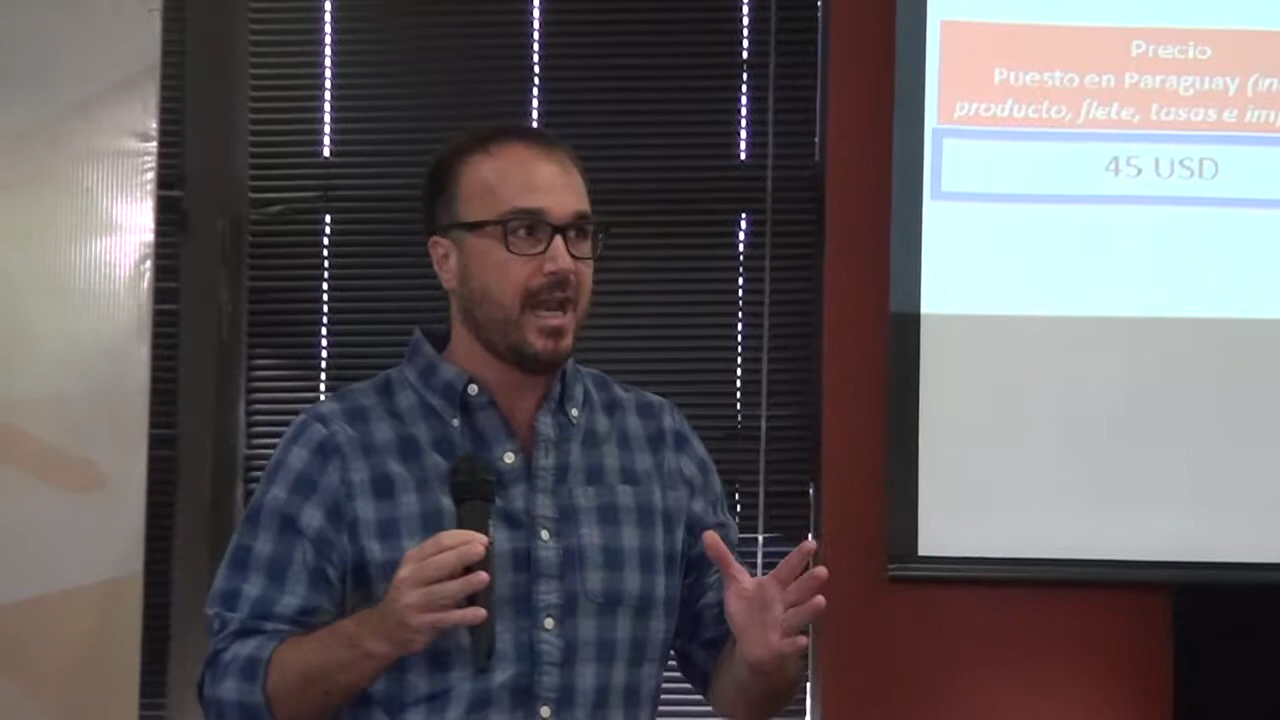 Precio
Puesto en Paraguay
producto, flete, tasas e
45 USD